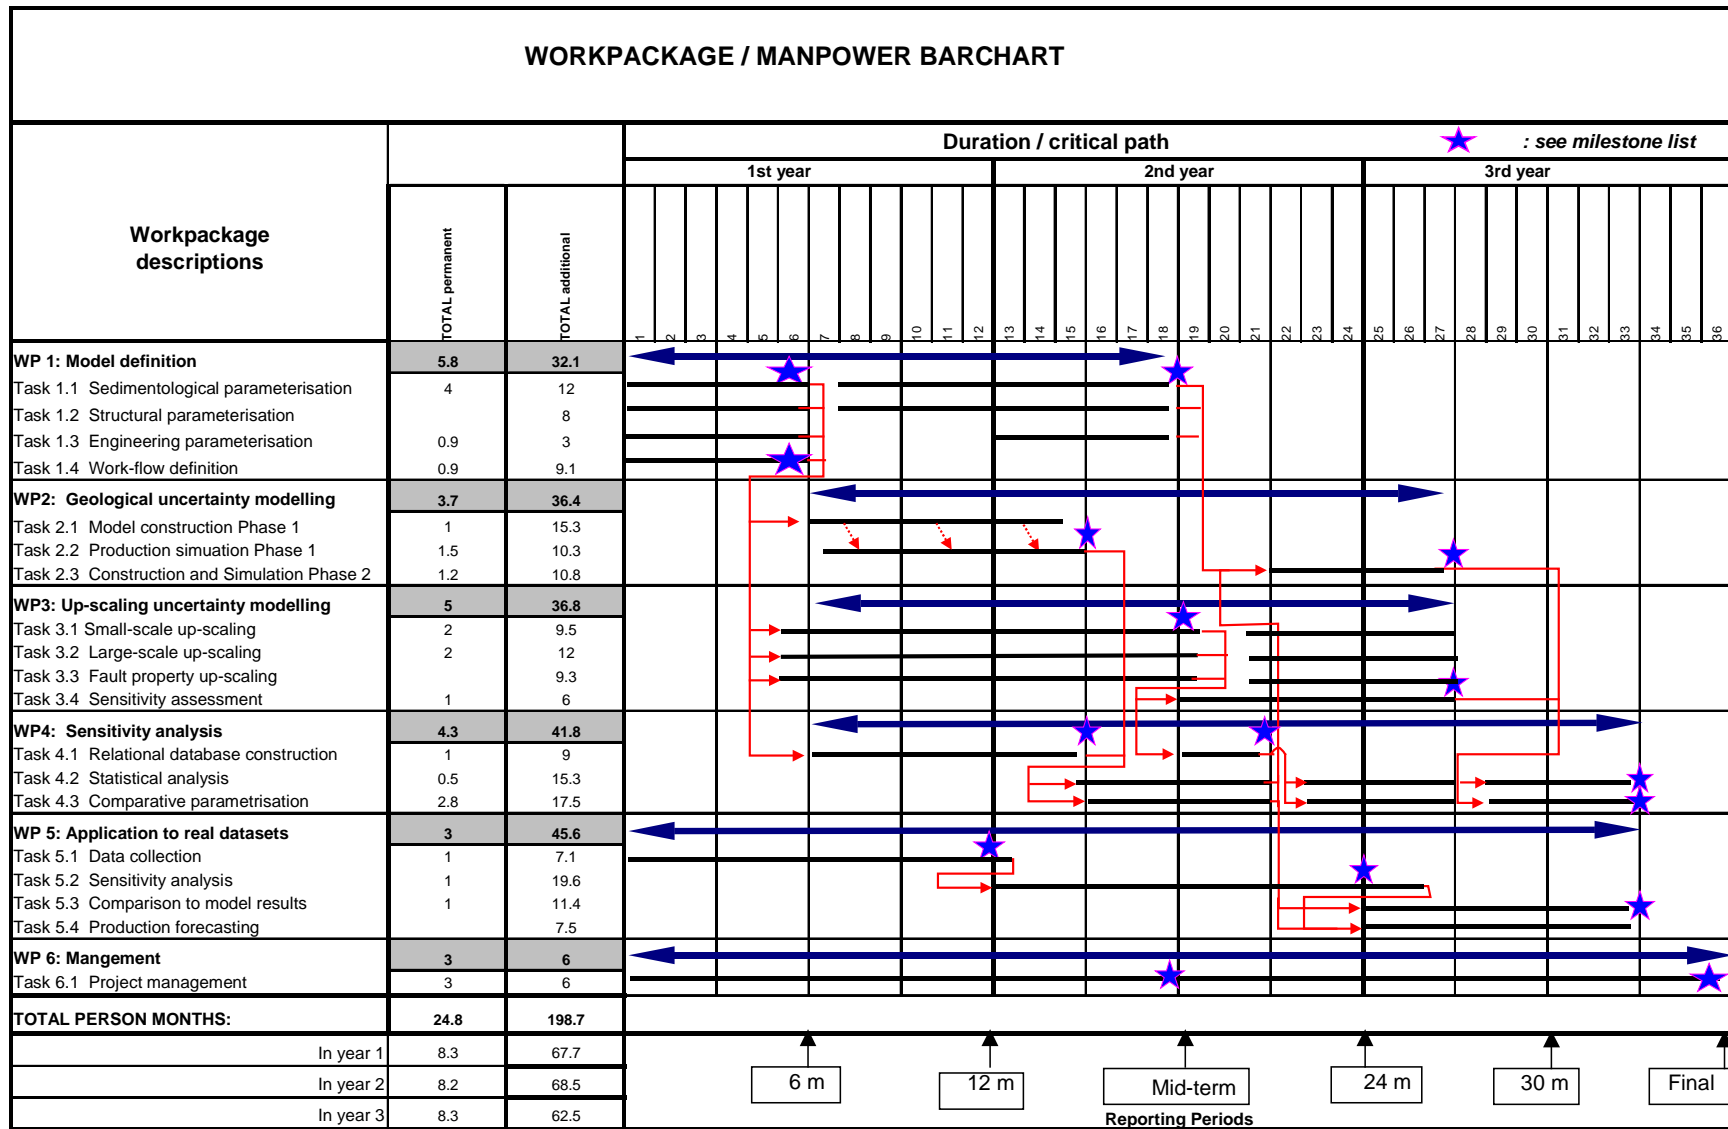 WORKPACKAGE / MANPOWER BARCHART
Duration / critical path : see milestone list
1st year 2nd year 3rd year
Workpackage
descriptions
TOTAL permanent
TOTAL additional
1 2 3 4 5 6 7 8 9 10 11 12 13 14 15 16 17 18 19 20 21 22 23 24 25 26 27 28 29 30 31 32 33 34 35 36
WP 1: Model definition 5.8 32.1
Task 1.1 Sedimentological parameterisation 4 12
Task 1.2 Structural parameterisation 8
Task 1.3 Engineering parameterisation 0.9 3
Task 1.4 Work-flow definition 0.9 9.1
WP2: Geological uncertainty modelling 3.7 36.4
Task 2.1 Model construction Phase 1 1 15.3
Task 2.2 Production simuation Phase 1 1.5 10.3
Task 2.3 Construction and Simulation Phase 2 1.2 10.8
WP3: Up-scaling uncertainty modelling 5 36.8
Task 3.1 Small-scale up-scaling 2 9.5
Task 3.2 Large-scale up-scaling 2 12
Task 3.3 Fault property up-scaling 9.3
Task 3.4 Sensitivity assessment 1 6
WP4: Sensitivity analysis 4.3 41.8
Task 4.1 Relational database construction 1 9
Task 4.2 Statistical analysis 0.5 15.3
Task 4.3 Comparative parametrisation 2.8 17.5
WP 5: Application to real datasets 3 45.6
Task 5.1 Data collection 1 7.1
Task 5.2 Sensitivity analysis 1 19.6
Task 5.3 Comparison to model results 1 11.4
Task 5.4 Production forecasting 7.5
WP 6: Mangement 3 6
Task 6.1 Project management 3 6
TOTAL PERSON MONTHS: 24.8 198.7
In year 1 8.3 67.7
In year 2 8.2 68.5
In year 3 8.3 62.5
6 m 12 m Mid-term 24 m 30 m Final
Reporting Periods